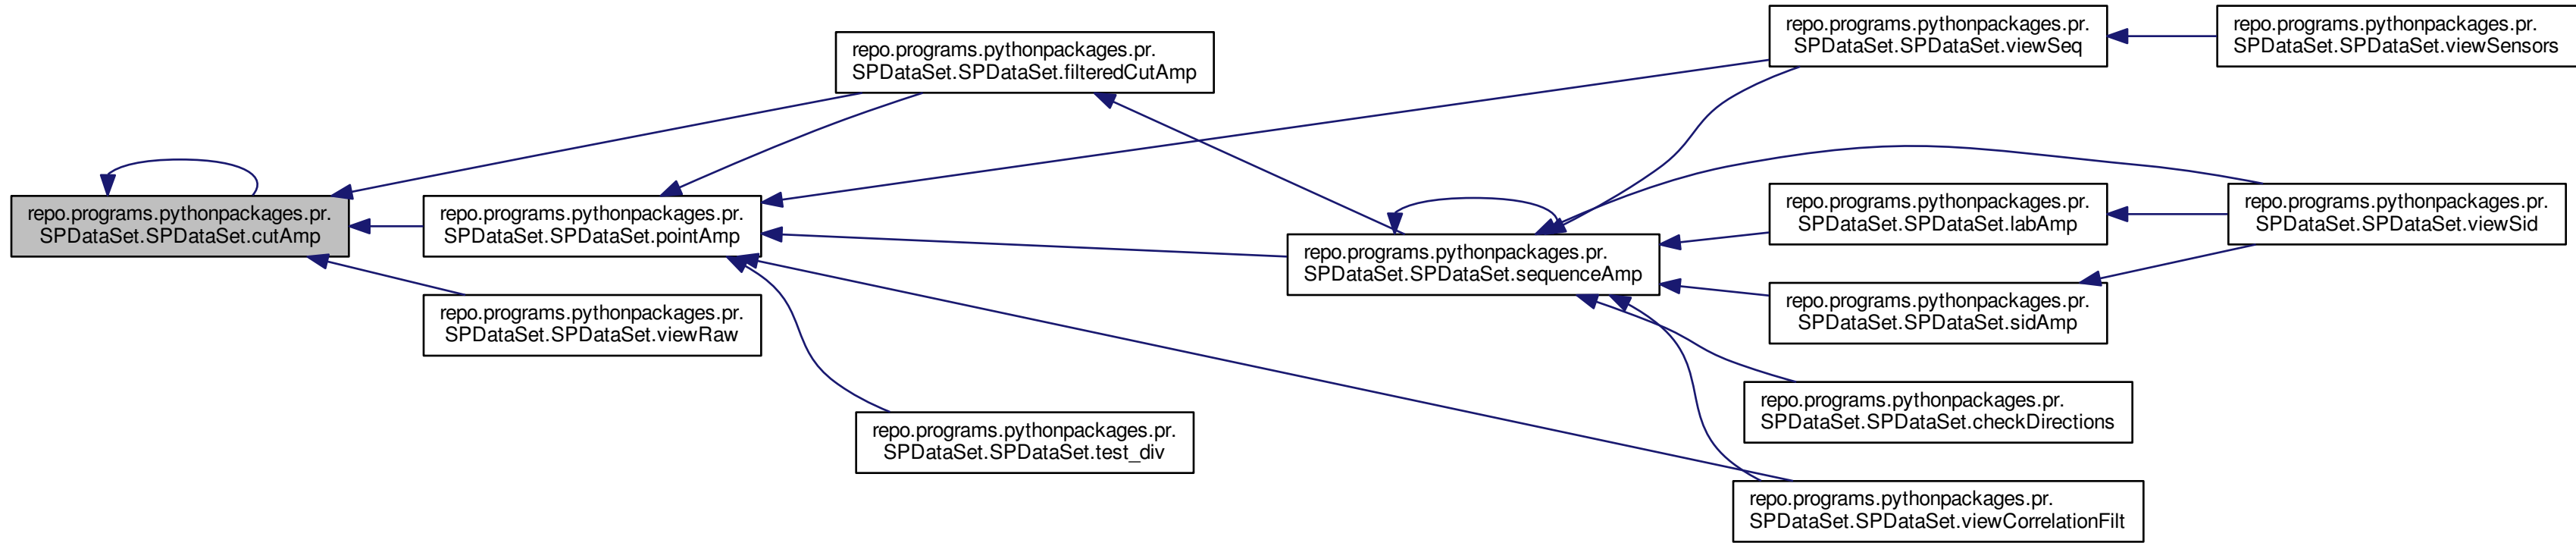 repo.programs.pythonpackages.pr.
SPDataSet.SPDataSet.cutAmp
repo.programs.pythonpackages.pr.
SPDataSet.SPDataSet.filteredCutAmp
repo.programs.pythonpackages.pr.
SPDataSet.SPDataSet.pointAmp
repo.programs.pythonpackages.pr.
SPDataSet.SPDataSet.viewRaw
repo.programs.pythonpackages.pr.
SPDataSet.SPDataSet.test_div
repo.programs.pythonpackages.pr.
SPDataSet.SPDataSet.sequenceAmp
repo.programs.pythonpackages.pr.
SPDataSet.SPDataSet.viewSeq
repo.programs.pythonpackages.pr.
SPDataSet.SPDataSet.viewSensors
repo.programs.pythonpackages.pr.
SPDataSet.SPDataSet.labAmp
repo.programs.pythonpackages.pr.
SPDataSet.SPDataSet.viewSid
repo.programs.pythonpackages.pr.
SPDataSet.SPDataSet.sidAmp
repo.programs.pythonpackages.pr.
SPDataSet.SPDataSet.checkDirections
repo.programs.pythonpackages.pr.
SPDataSet.SPDataSet.viewCorrelationFilt